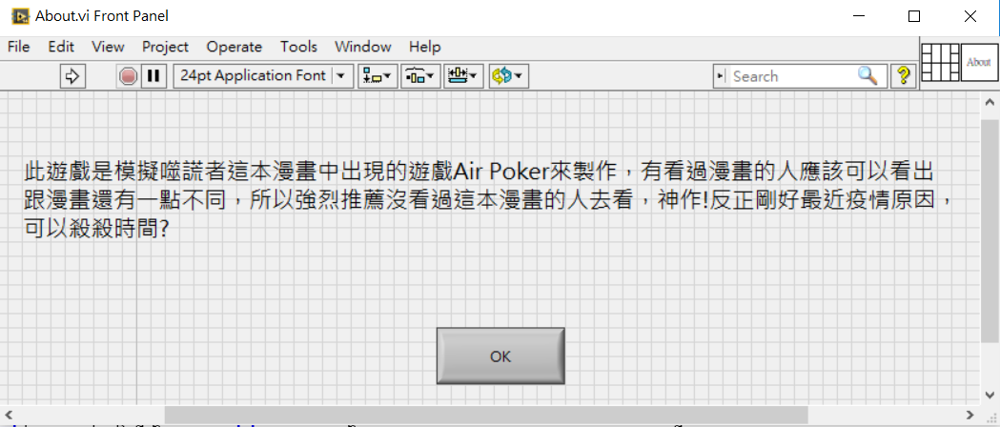 About.vi Front Panel
File Edit View Project Operate Tools Window Help
24pt Application Font Search ? About
此遊戲是模擬噬謊者這本漫畫中出現的遊戲Air Poker來製作，有看過漫畫的人應該可以看出
跟漫畫還有一點不同，所以強烈推薦沒看過這本漫畫的人去看，神作!反正剛好最近疫情原因，
可以殺殺時間?
OK